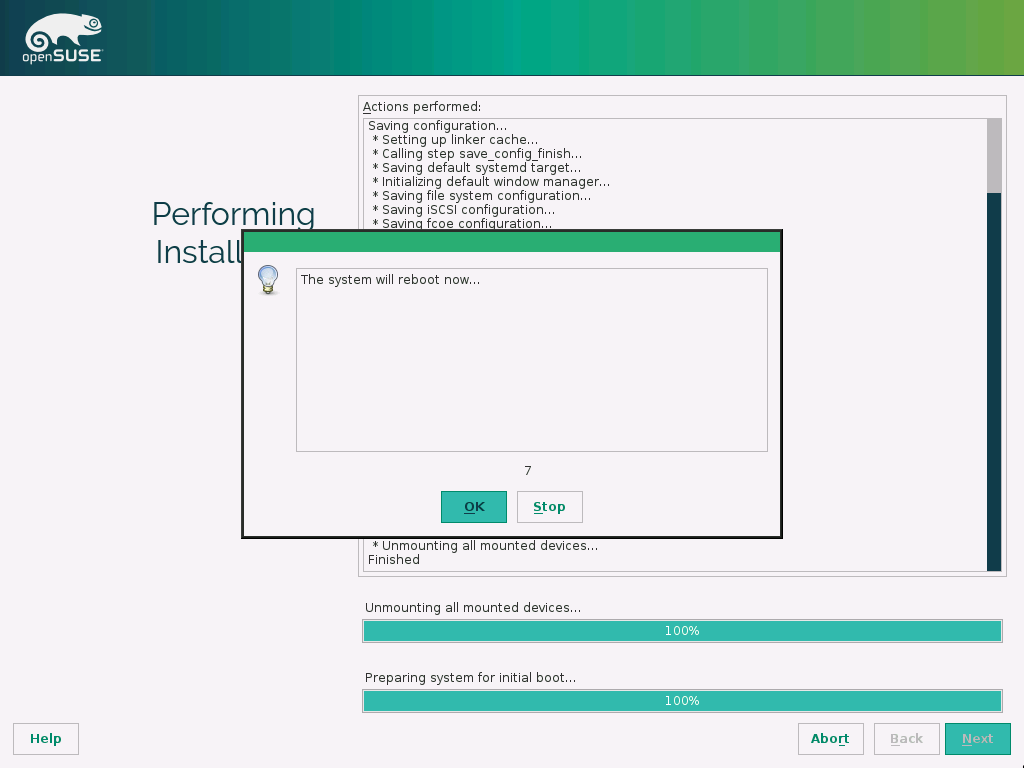 openSUSE
Actions performed:
Saving configuration...
* Setting up linker cache...
* Calling step save_config_finish...
* Saving default systemd target...
* Initializing default window manager...
* Saving file system configuration...
* Saving iSCSI configuration...
* Saving fcoe configuration...
Performing
Install
The system will reboot now...
7
OK
Stop
* Unmounting all mounted devices...
Finished
Unmounting all mounted devices...
100%
Preparing system for initial boot...
100%
Help
Abort
Back
Next